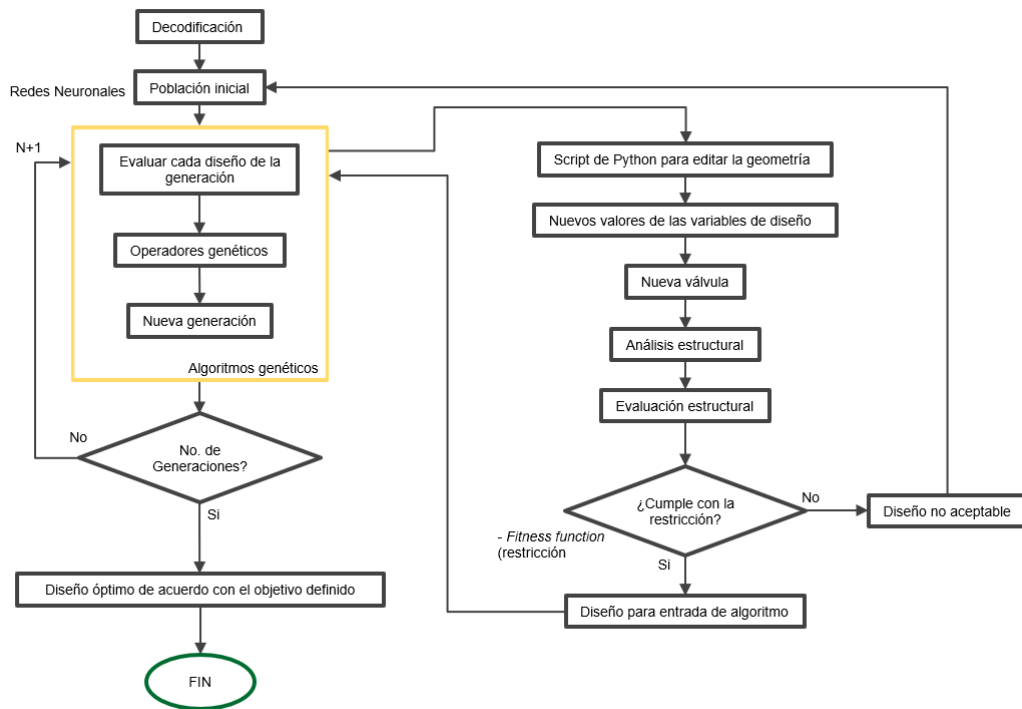 Decodificación
Redes Neuronales
Población inicial
N+1
Evaluar cada diseño de la
generación
Operadores genéticos
Nueva generación
Algoritmos genéticos
No
No. de
Generaciones?
Si
Diseño óptimo de acuerdo con el objetivo definido
FIN
Script de Python para editar la geometría
Nuevos valores de las variables de diseño
Nueva válvula
Análisis estructural
Evaluación estructural
¿Cumple con la
restricción?
No
Diseño no aceptable
- Fitness function
(restricción
Si
Diseño para entrada de algoritmo